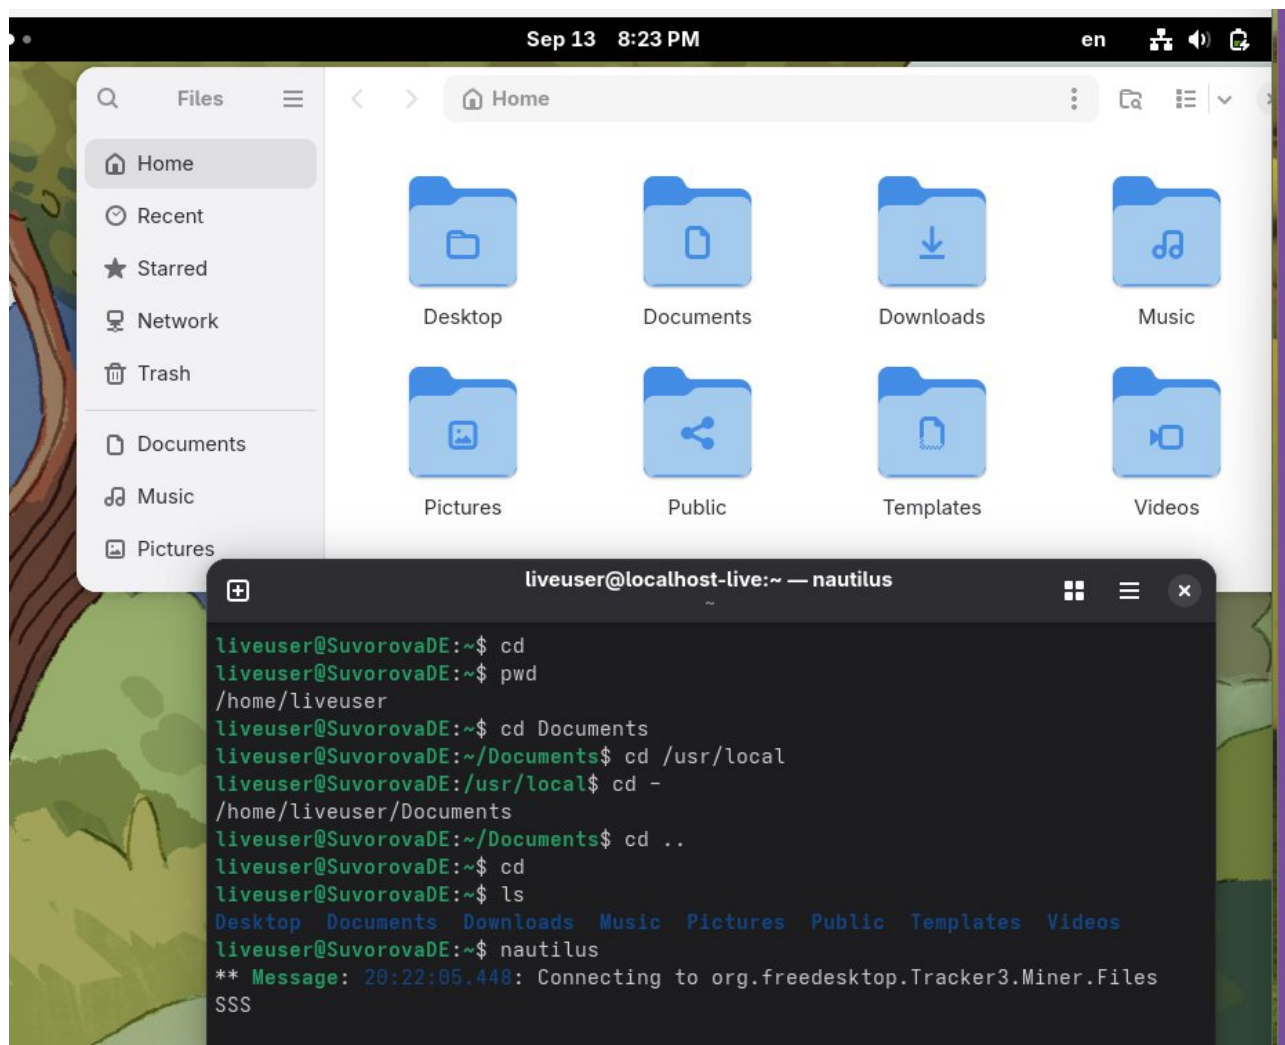 Sep 13 8:23 PM en
Files Home
Home
Recent
Starred
Network
Trash
Documents
Music
Pictures
Desktop Documents Downloads Music
Pictures Public Templates Videos
liveuser@localhost-live:~ — nautilus
~
liveuser@SuvorovaDE:~$ cd
liveuser@SuvorovaDE:~$ pwd
/home/liveuser
liveuser@SuvorovaDE:~$ cd Documents
liveuser@SuvorovaDE:~/Documents$ cd /usr/local
liveuser@SuvorovaDE:/usr/local$ cd -
/home/liveuser/Documents
liveuser@SuvorovaDE:~/Documents$ cd ..
liveuser@SuvorovaDE:~$ cd
liveuser@SuvorovaDE:~$ ls
Desktop Documents Downloads Music Pictures Public Templates Videos
liveuser@SuvorovaDE:~$ nautilus
** Message: 20:22:05.448: Connecting to org.freedesktop.Tracker3.Miner.Files
SSS